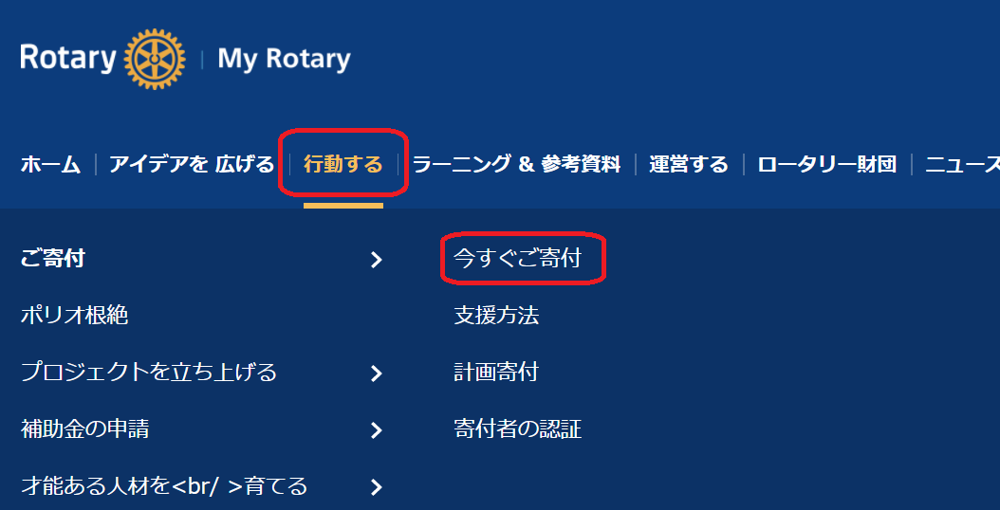 Rotary | My Rotary
ホーム | アイデアを 広げる | 行動する | ラーニング & 参考資料 | 運営する | ロータリー財団 | ニュース
ご寄付 今すぐご寄付
ポリオ根絶 支援方法
プロジェクトを立ち上げる 計画寄付
補助金の申請 寄付者の認証
才能ある人材を<br/ >育てる